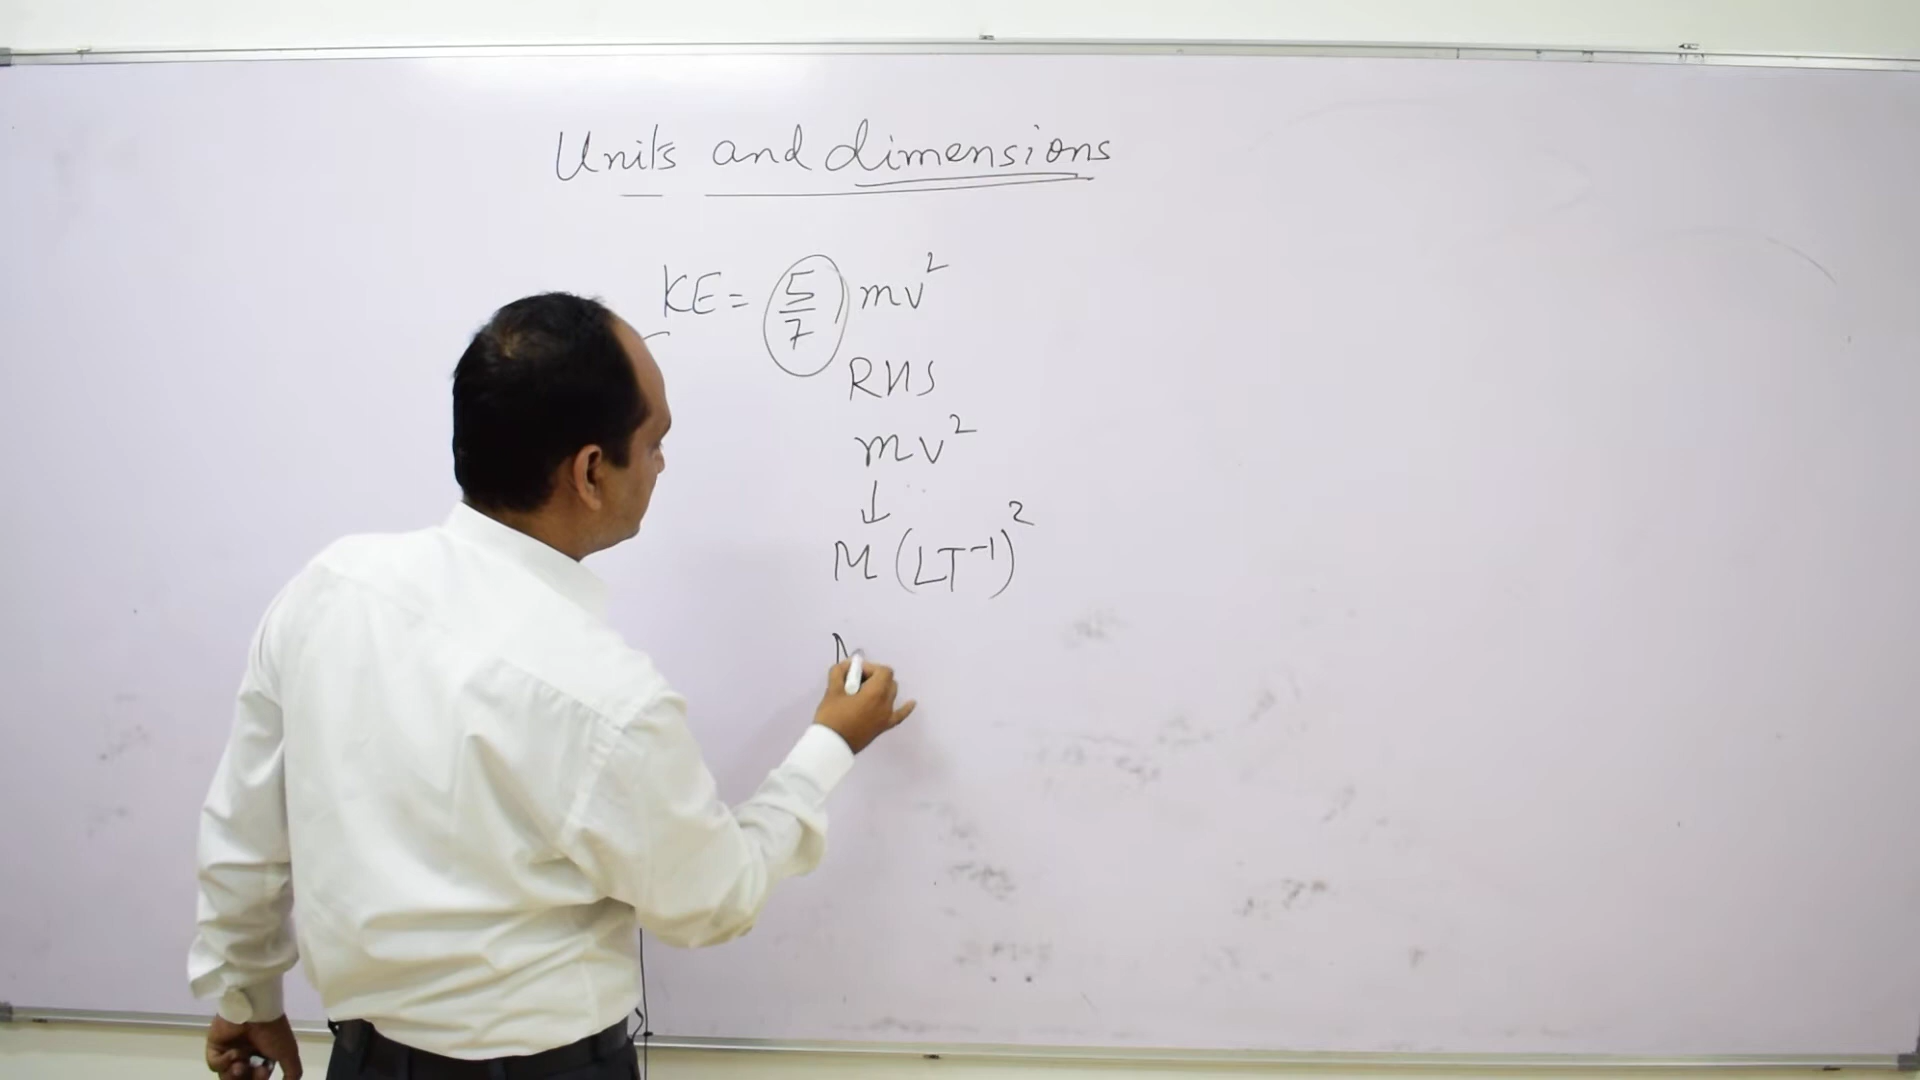 Units and dimensions
KE = (5/7) mv²
RHS
mv²
↓
M (LT⁻¹)²